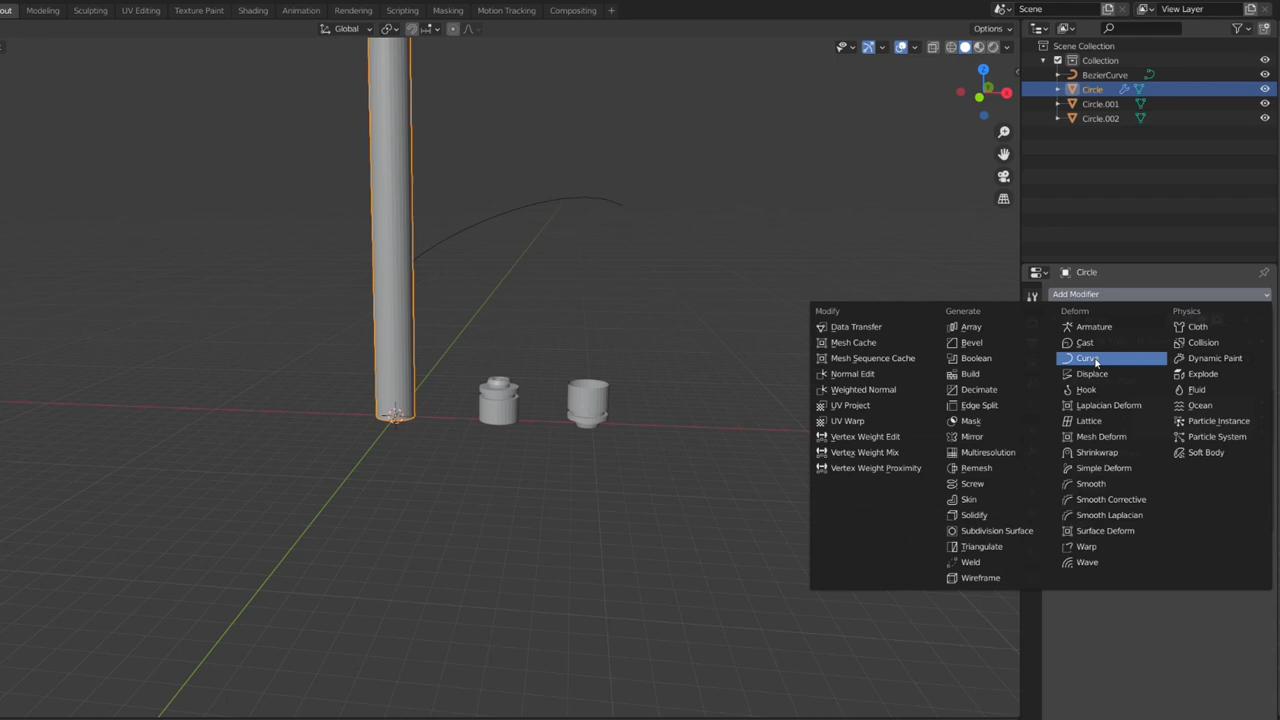 out Modeling Sculpting UV Editing Texture Paint Shading Animation Rendering Scripting Masking Motion Tracking Compositing + Scene View Layer
Global Options
Scene Collection
Collection
BezierCurve
Circle
Circle.001
Circle.002
Z
Circle
Add Modifier
Modify Generate Deform Physics
Data Transfer Array Armature Cloth
Mesh Cache Bevel Cast Collision
Mesh Sequence Cache Boolean Curve Dynamic Paint
Normal Edit Build Displace Explode
Weighted Normal Decimate Hook Fluid
UV Project Edge Split Laplacian Deform Ocean
UV Warp Mask Lattice Particle Instance
Vertex Weight Edit Mirror Mesh Deform Particle System
Vertex Weight Mix Multiresolution Shrinkwrap Soft Body
Vertex Weight Proximity Remesh Simple Deform
Screw Smooth
Skin Smooth Corrective
Solidify Smooth Laplacian
Subdivision Surface Surface Deform
Triangulate Warp
Weld Wave
Wireframe